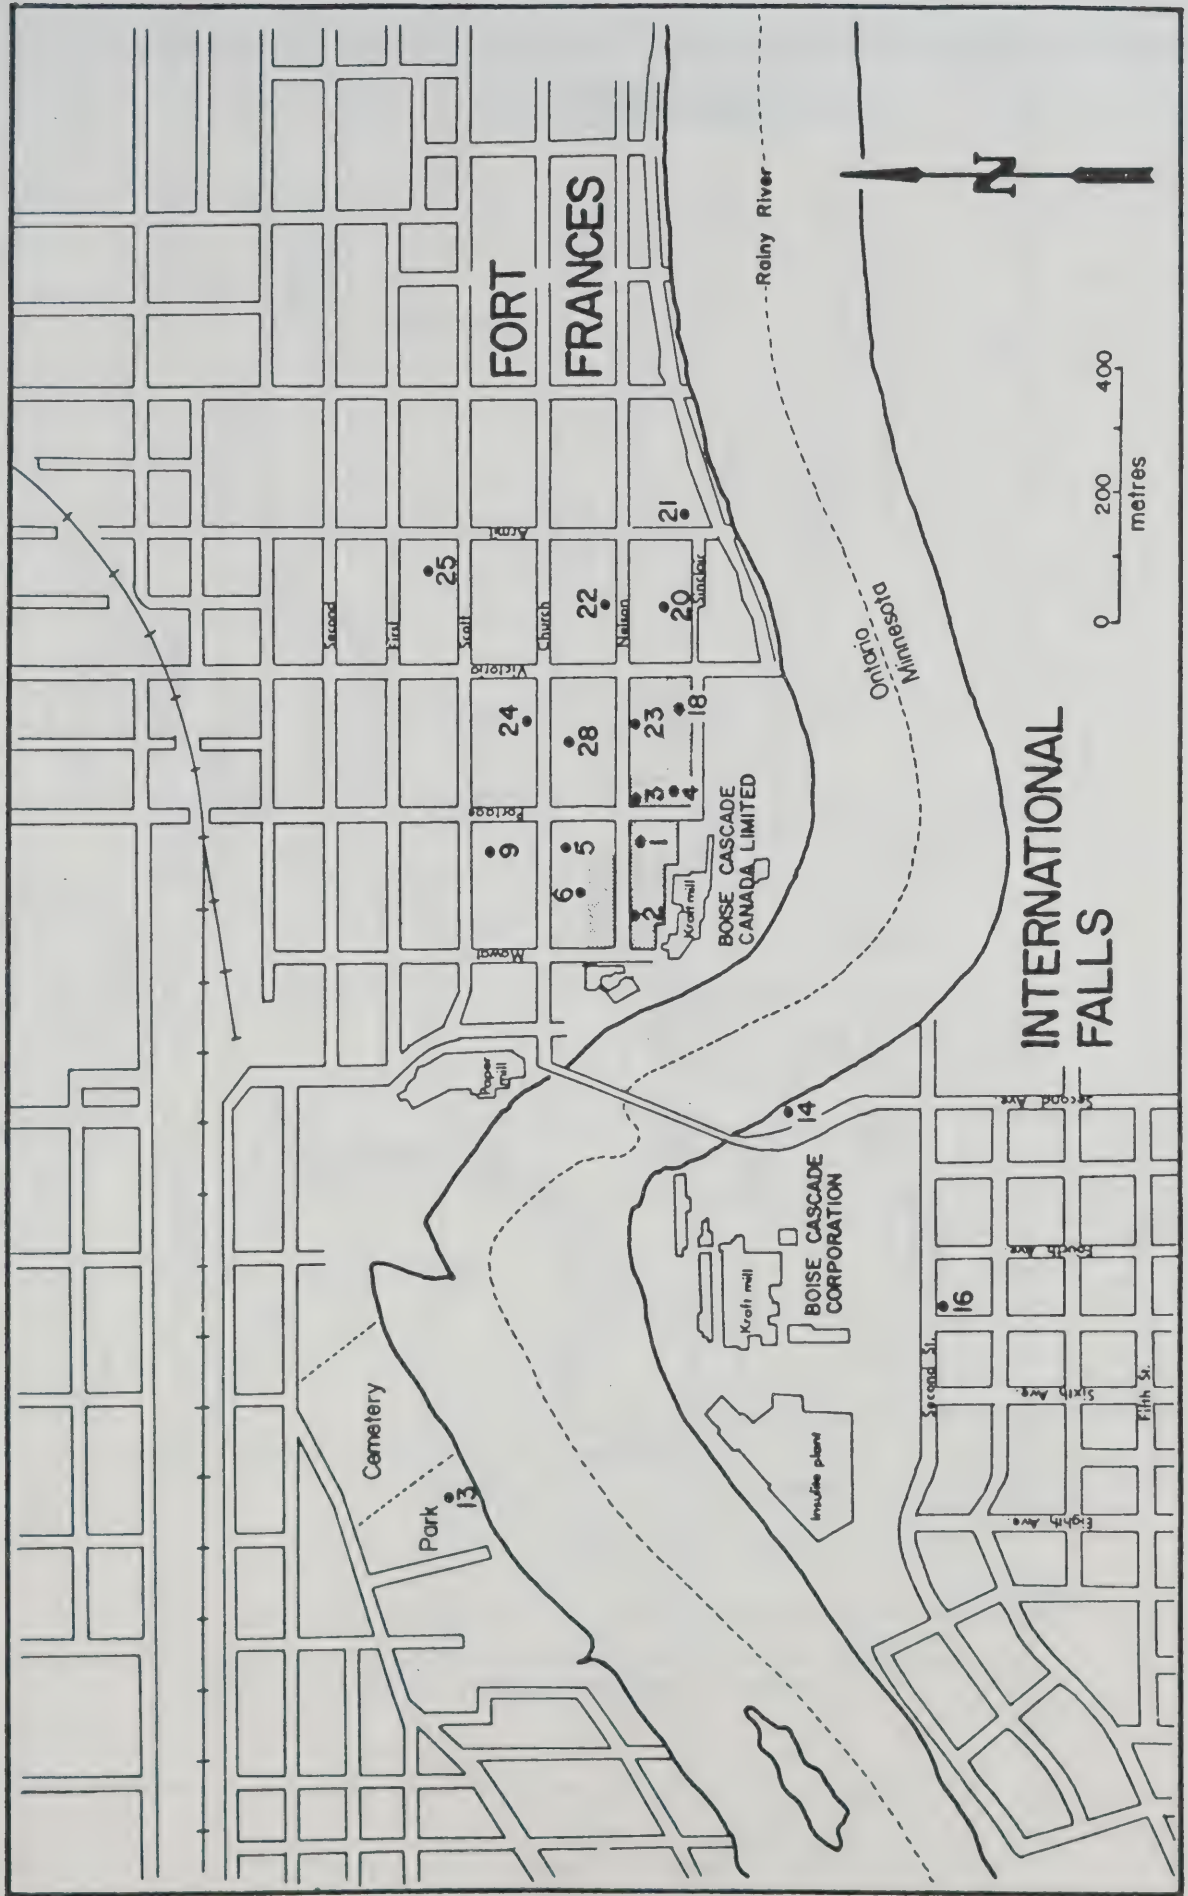 FORT
FRANCES
Rainy River
N
0 200 400
metres
Ontario
Minnesota
INTERNATIONAL
FALLS
Second
First
Scott
Church
Nelson
Sinclair
Armit
Victoria
Portage
Mowat
25
22
20
21
24
28
23
18
3
4
9
5
6
1
2
Kraft mill
BOISE CASCADE
CANADA LIMITED
Paper
mill
14
BOISE CASCADE
CORPORATION
Kraft mill
Insulite plant
16
Second St.
Fifth St.
Second Ave.
Fourth Ave.
Sixth Ave.
Eighth Ave.
Cemetery
Park
13